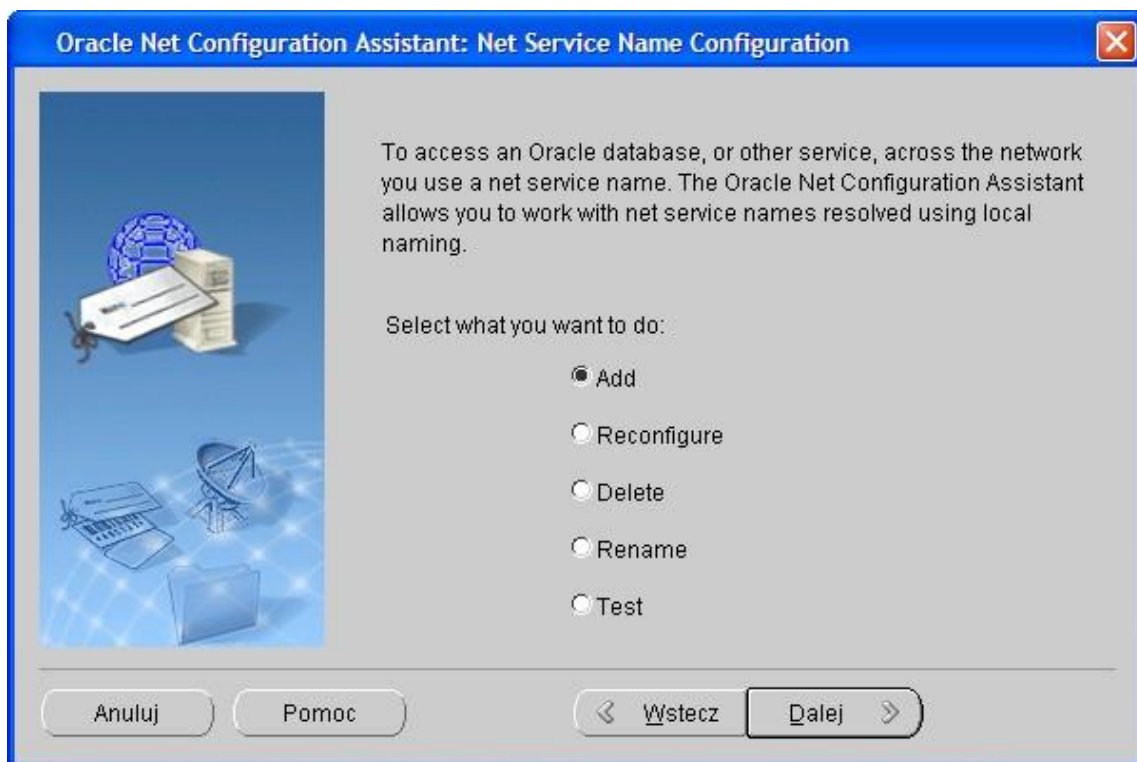 Oracle Net Configuration Assistant: Net Service Name Configuration
To access an Oracle database, or other service, across the network
you use a net service name. The Oracle Net Configuration Assistant
allows you to work with net service names resolved using local
naming.
Select what you want to do:
Add
Reconfigure
Delete
Rename
Test
Anuluj Pomoc Wstecz Dalej